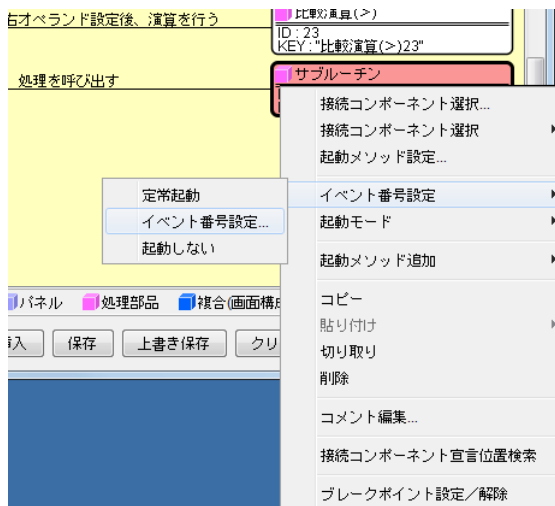 右オペランド設定後、演算を行う
比較演算(>)
ID : 23
KEY : "比較演算(>)23"
処理を呼び出す
サブルーチン
接続コンポーネント選択...
接続コンポーネント選択
起動メソッド設定...
定常起動
イベント番号設定
イベント番号設定...
起動モード
起動しない
起動メソッド追加
パネル
処理部品
複合(画面構成
コピー
貼り付け
入
保存
上書き保存
クリ
切り取り
削除
コメント編集...
接続コンポーネント宣言位置検索
ブレークポイント設定/解除